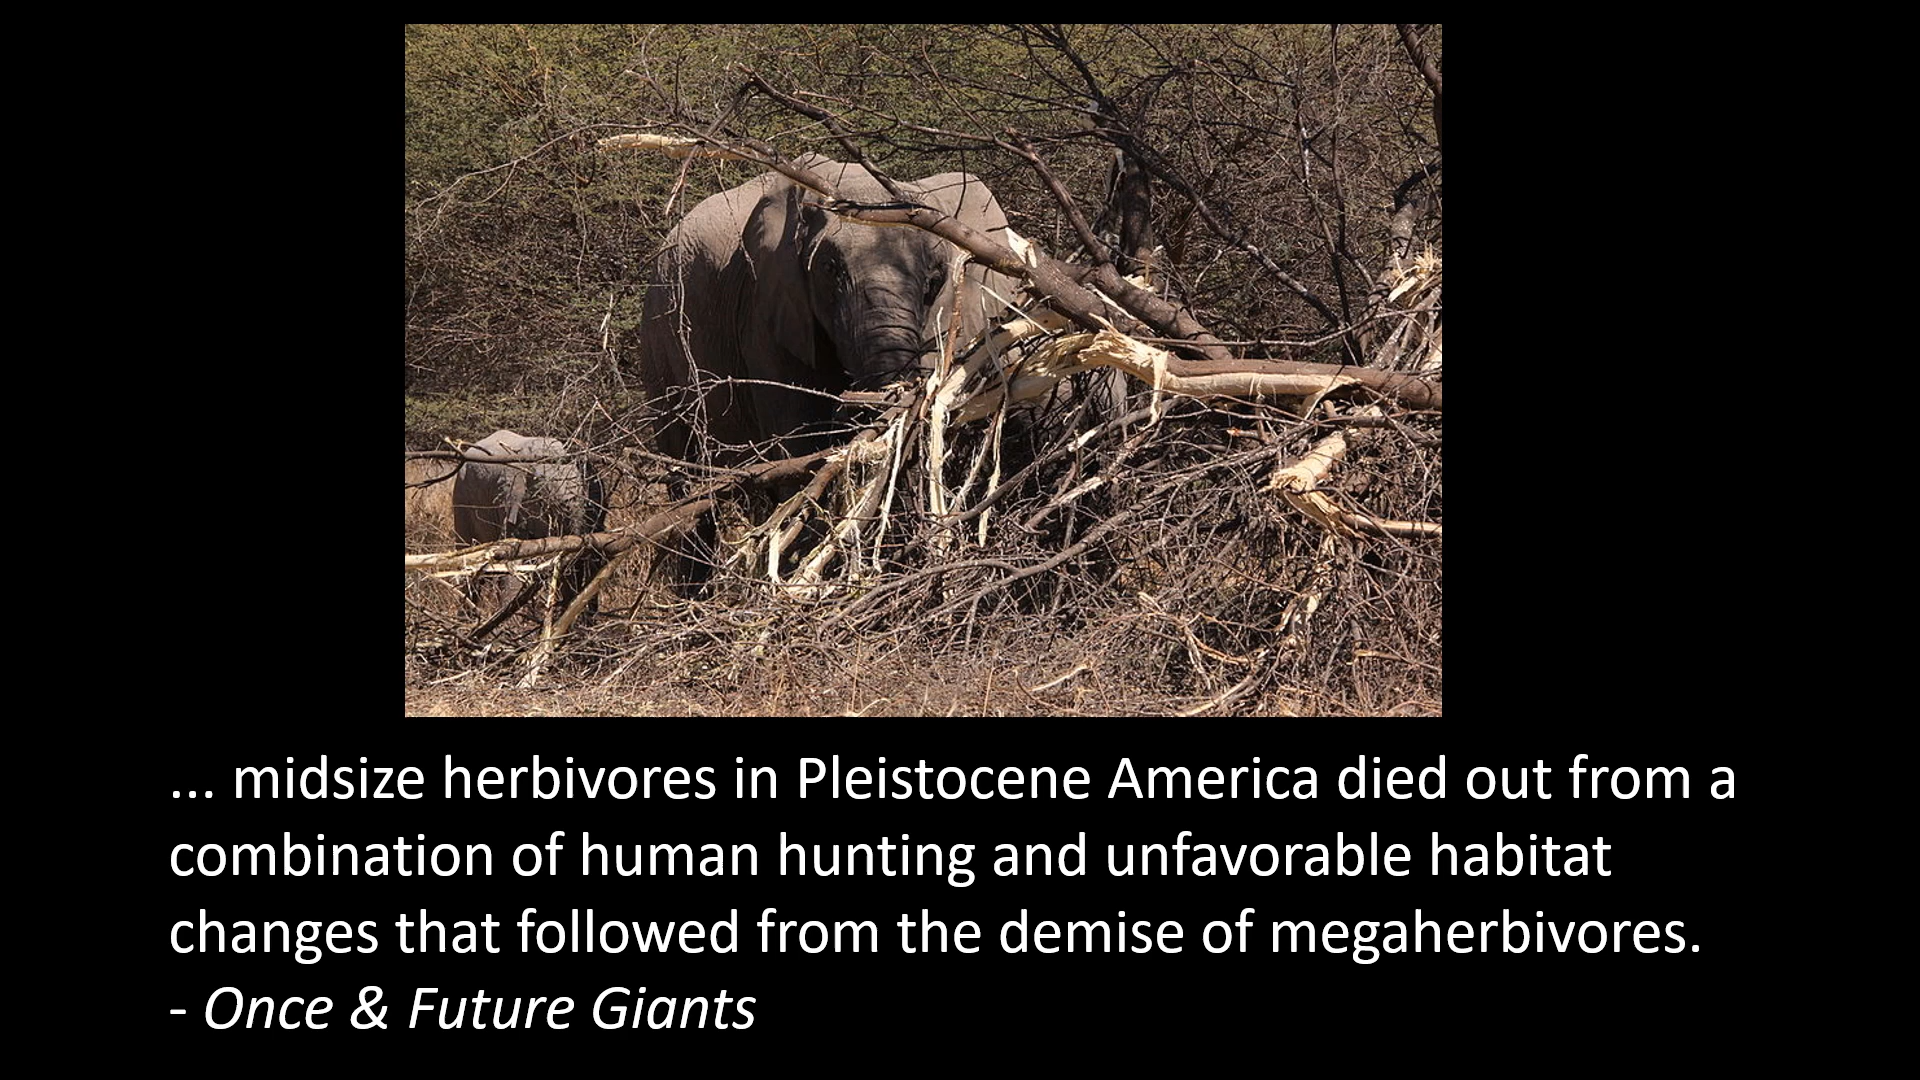 ... midsize herbivores in Pleistocene America died out from a
combination of human hunting and unfavorable habitat
changes that followed from the demise of megaherbivores.
- Once & Future Giants